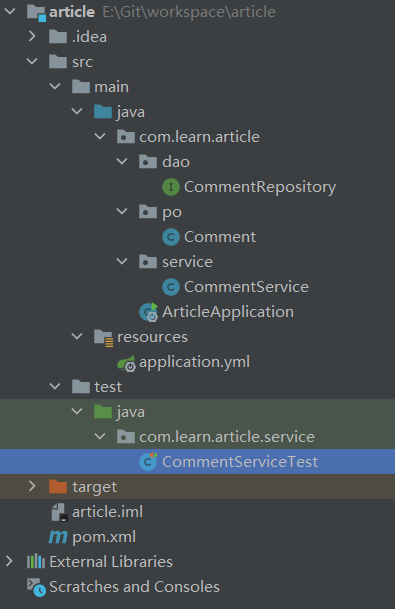 article E:\Git\workspace\article
.idea
src
main
java
com.learn.article
dao
CommentRepository
po
Comment
service
CommentService
ArticleApplication
resources
application.yml
test
java
com.learn.article.service
CommentServiceTest
target
article.iml
pom.xml
External Libraries
Scratches and Consoles